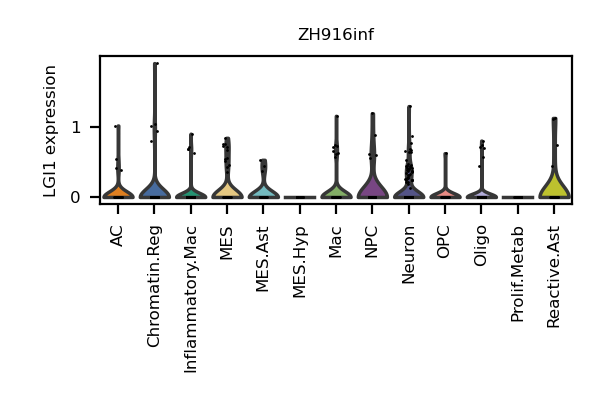 ZH916inf
LGI1 expression
1
0
AC
Chromatin.Reg
Inflammatory.Mac
MES
MES.Ast
MES.Hyp
Mac
NPC
Neuron
OPC
Oligo
Prolif.Metab
Reactive.Ast